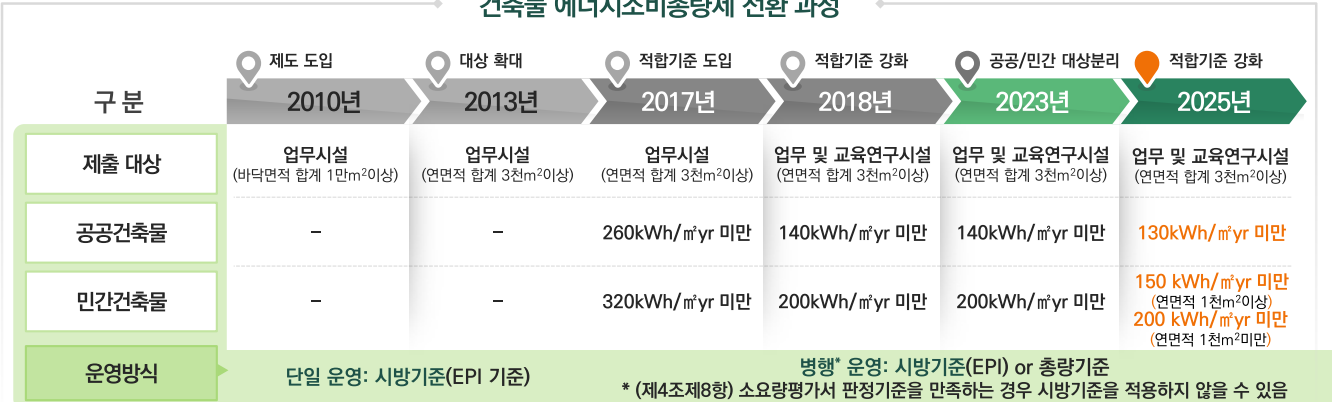 건축물 에너지소비총량제 전환 과정
제도 도입 대상 확대 적합기준 도입 적합기준 강화 공공/민간 대상분리 적합기준 강화
구 분 2010년 2013년 2017년 2018년 2023년 2025년
제출 대상 업무시설 업무시설 업무시설 업무 및 교육연구시설 업무 및 교육연구시설 업무 및 교육연구시설
(바닥면적 합계 1만m²이상) (연면적 합계 3천m²이상) (연면적 합계 3천m²이상) (연면적 합계 3천m²이상) (연면적 합계 3천m²이상) (연면적 합계 3천m²이상)
공공건축물 – – 260kWh/㎡yr 미만 140kWh/㎡yr 미만 140kWh/㎡yr 미만 130kWh/㎡yr 미만
민간건축물 – – 320kWh/㎡yr 미만 200kWh/㎡yr 미만 200kWh/㎡yr 미만 150 kWh/㎡yr 미만
(연면적 1천m²이상)
200 kWh/㎡yr 미만
(연면적 1천m²미만)
운영방식 단일 운영: 시방기준(EPI 기준) 병행* 운영: 시방기준(EPI) or 총량기준
* (제4조제8항) 소요량평가서 판정기준을 만족하는 경우 시방기준을 적용하지 않을 수 있음